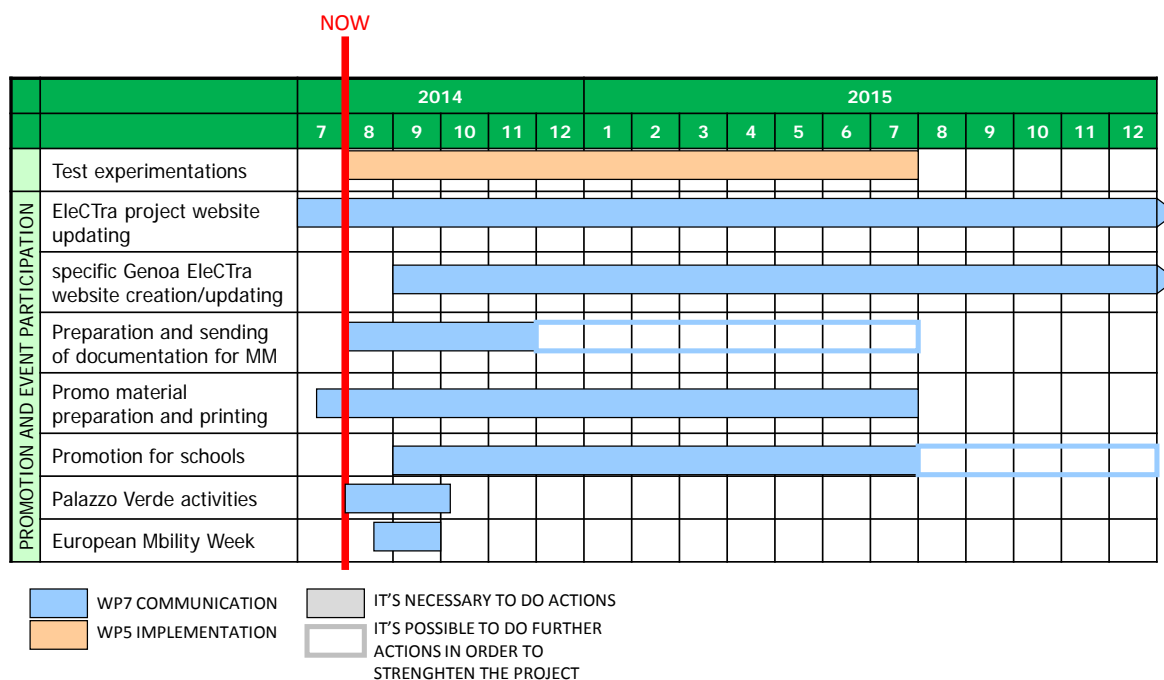 NOW
2014 2015
7 8 9 10 11 12 1 2 3 4 5 6 7 8 9 10 11 12
Test experimentations
PROMOTION AND EVENT PARTICIPATION
EleCTra project website
updating
specific Genoa EleCTra
website creation/updating
Preparation and sending
of documentation for MM
Promo material
preparation and printing
Promotion for schools
Palazzo Verde activities
European Mbility Week
WP7 COMMUNICATION
WP5 IMPLEMENTATION
IT'S NECESSARY TO DO ACTIONS
IT'S POSSIBLE TO DO FURTHER
ACTIONS IN ORDER TO
STRENGHTEN THE PROJECT